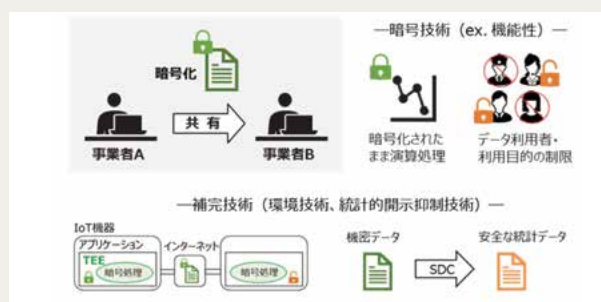 暗号化
共 有
事業者A
事業者B
―暗号技術(ex. 機能性)―
暗号化された
まま演算処理
データ利用者・
利用目的の制限
―補完技術(環境技術、統計的開示抑制技術)―
IoT機器
アプリケーション
TEE
暗号処理
インターネット
暗号処理
機密データ
SDC
安全な統計データ